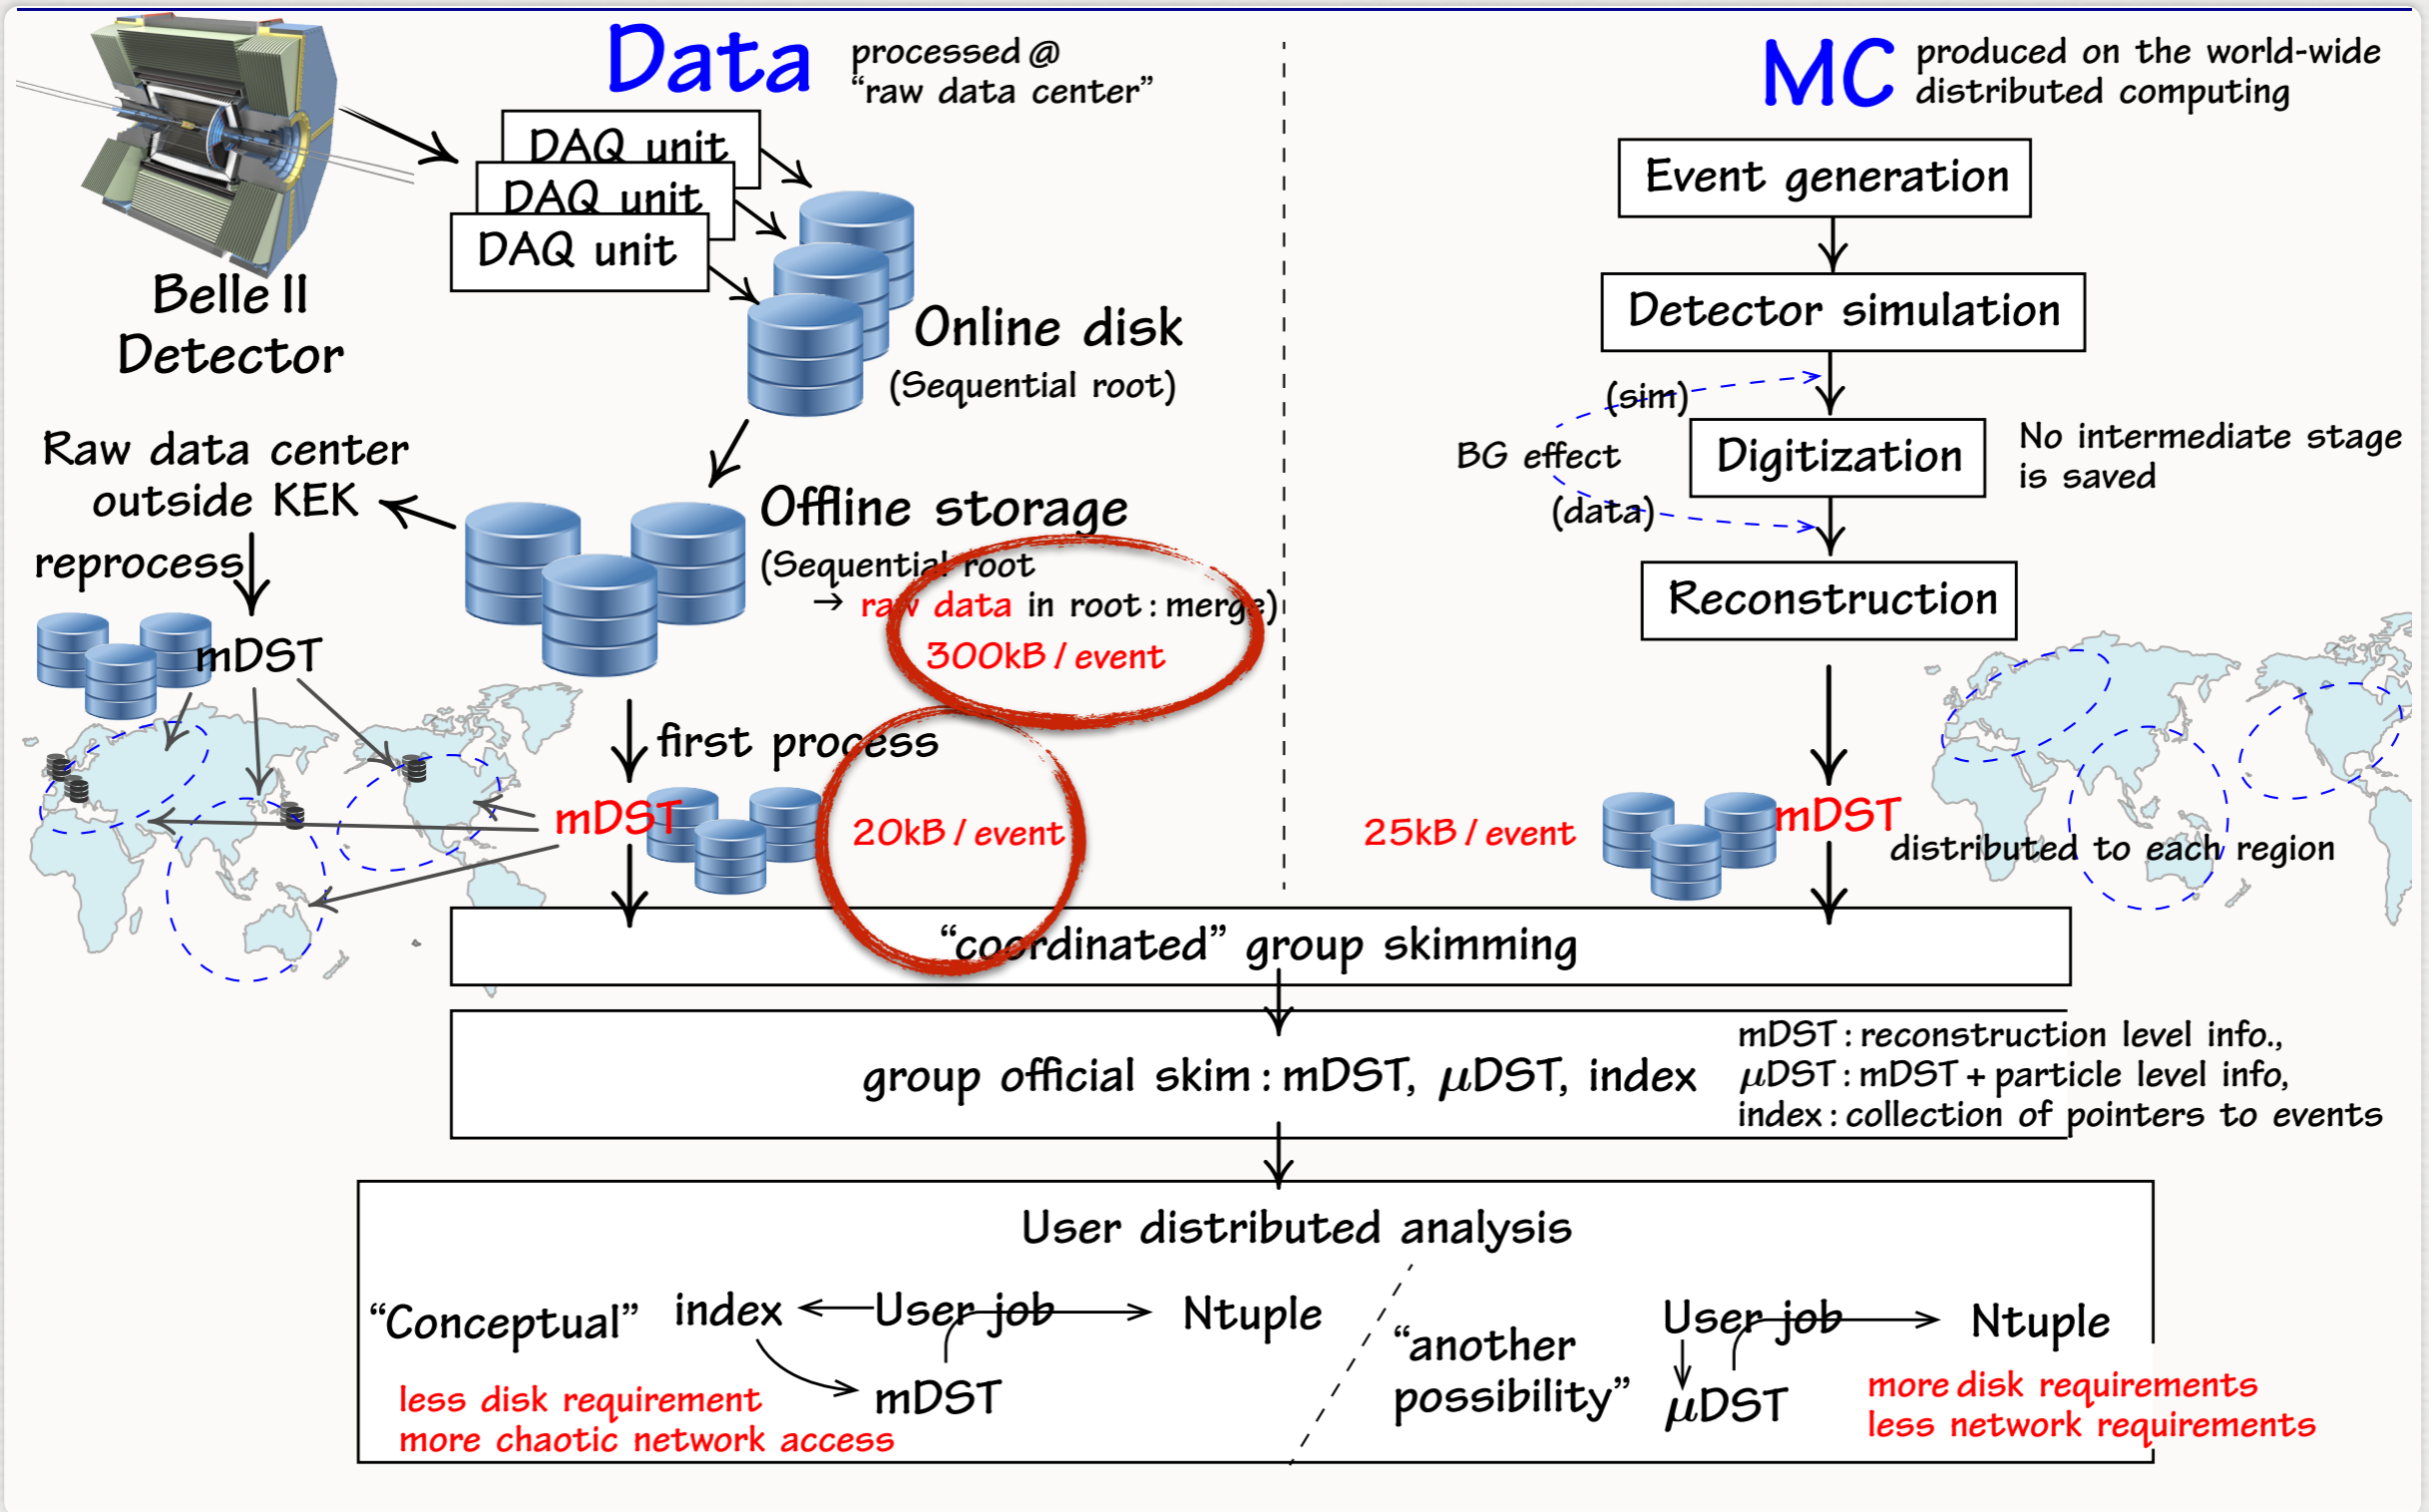 Data
processed @
“raw data center”
DAQ unit
DAQ unit
DAQ unit
Belle II
Detector
Online disk
(Sequential root)
Raw data center
outside KEK
Offline storage
(Sequential root
→ raw data in root : merge)
300kB / event
reprocess
mDST
first process
mDST
20kB / event
MC
produced on the world-wide
distributed computing
Event generation
Detector simulation
(sim)
BG effect
(data)
Digitization
No intermediate stage
is saved
Reconstruction
25kB / event
mDST
distributed to each region
“coordinated” group skimming
group official skim : mDST, μDST, index
mDST : reconstruction level info.,
μDST : mDST + particle level info,
index : collection of pointers to events
User distributed analysis
“Conceptual”
index
User job
Ntuple
mDST
less disk requirement
more chaotic network access
“another
possibility”
User job
Ntuple
μDST
more disk requirements
less network requirements